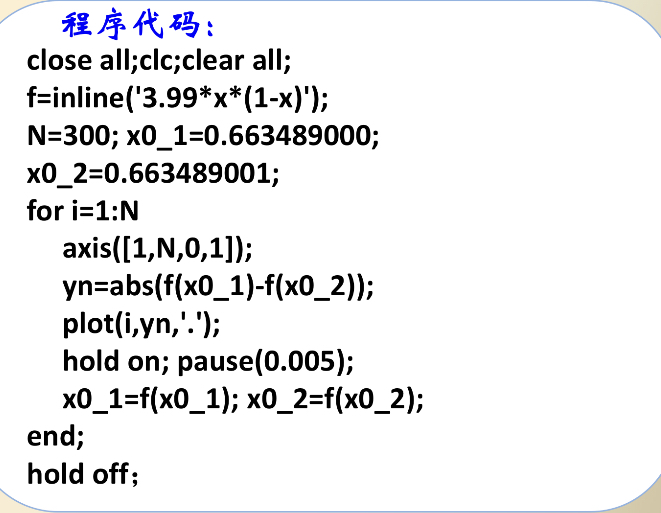 程序代码：
close all;clc;clear all;
f=inline('3.99*x*(1-x)');
N=300; x0_1=0.663489000;
x0_2=0.663489001;
for i=1:N
axis([1,N,0,1]);
yn=abs(f(x0_1)-f(x0_2));
plot(i,yn,'.');
hold on; pause(0.005);
x0_1=f(x0_1); x0_2=f(x0_2);
end;
hold off；